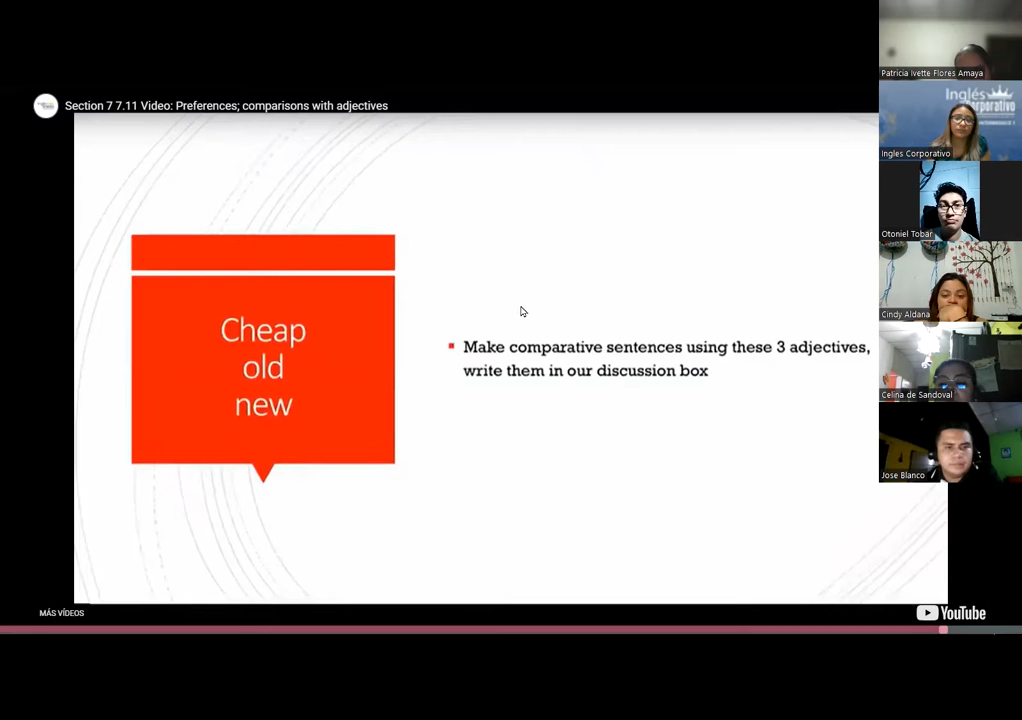 Patricia Ivette Flores Amaya
Section 7 7.11 Video: Preferences; comparisons with adjectives
Inglés
Corporativo
Ingles Corporativo
Otoniel Tobar
Cheap
old
new
Make comparative sentences using these 3 adjectives,
write them in our discussion box
Cindy Aldana
Celina de Sandoval
Jose Blanco
MÁS VÍDEOS
YouTube